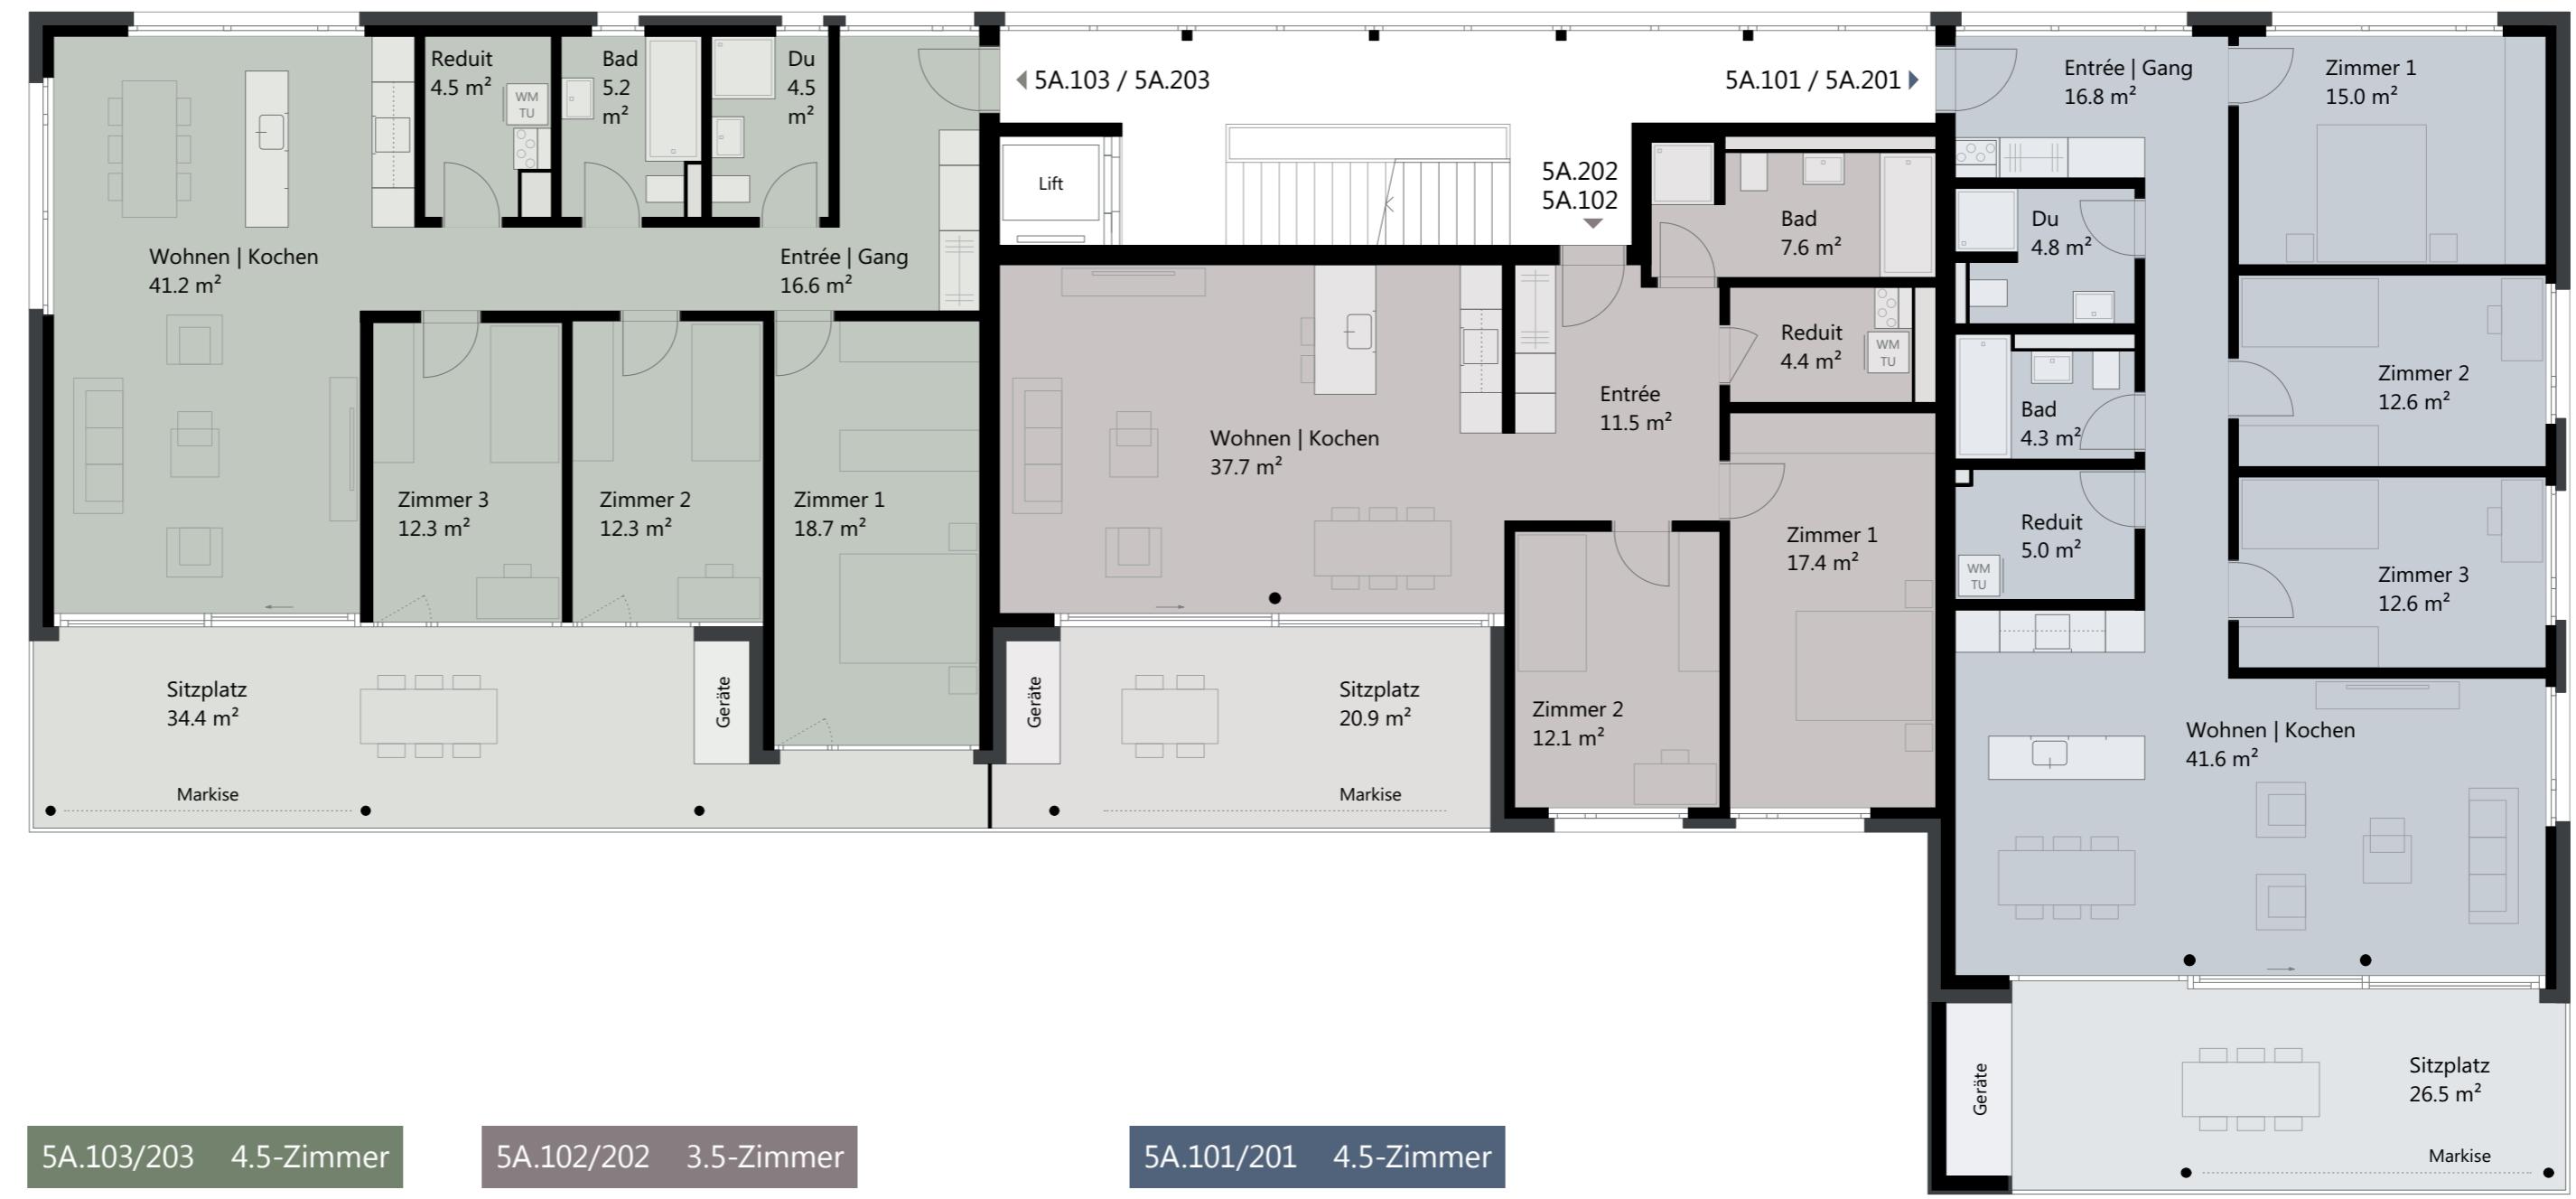 Reduit
4.5 m²
WM
TU
Bad
5.2
m²
Du
4.5
m²
Wohnen | Kochen
41.2 m²
Entrée | Gang
16.6 m²
Zimmer 3
12.3 m²
Zimmer 2
12.3 m²
Zimmer 1
18.7 m²
Sitzplatz
34.4 m²
Geräte
Markise
5A.103 / 5A.203
5A.101 / 5A.201
Lift
5A.202
5A.102
Bad
7.6 m²
Reduit
4.4 m²
WM
TU
Entrée
11.5 m²
Wohnen | Kochen
37.7 m²
Zimmer 1
17.4 m²
Zimmer 2
12.1 m²
Geräte
Sitzplatz
20.9 m²
Markise
Entrée | Gang
16.8 m²
Zimmer 1
15.0 m²
Du
4.8 m²
Zimmer 2
12.6 m²
Bad
4.3 m²
Reduit
5.0 m²
WM
TU
Zimmer 3
12.6 m²
Wohnen | Kochen
41.6 m²
Geräte
Sitzplatz
26.5 m²
Markise
5A.103/203 4.5-Zimmer
5A.102/202 3.5-Zimmer
5A.101/201 4.5-Zimmer